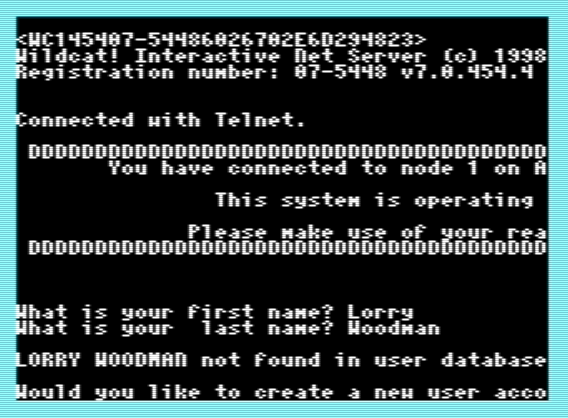 <WC145407-54486026702E6D294823>
Wildcat! Interactive Net Server (c) 1998
Registration number: 07-5448 v7.0.454.4
Connected with Telnet.
DDDDDDDDDDDDDDDDDDDDDDDDDDDDDDDDDDDDDDD
You have connected to node 1 on A
This system is operating
Please make use of your rea
DDDDDDDDDDDDDDDDDDDDDDDDDDDDDDDDDDDDDDD
What is your first name? Lorry
What is your  last name? Woodman
LORRY WOODMAN not found in user database
Would you like to create a new user acco